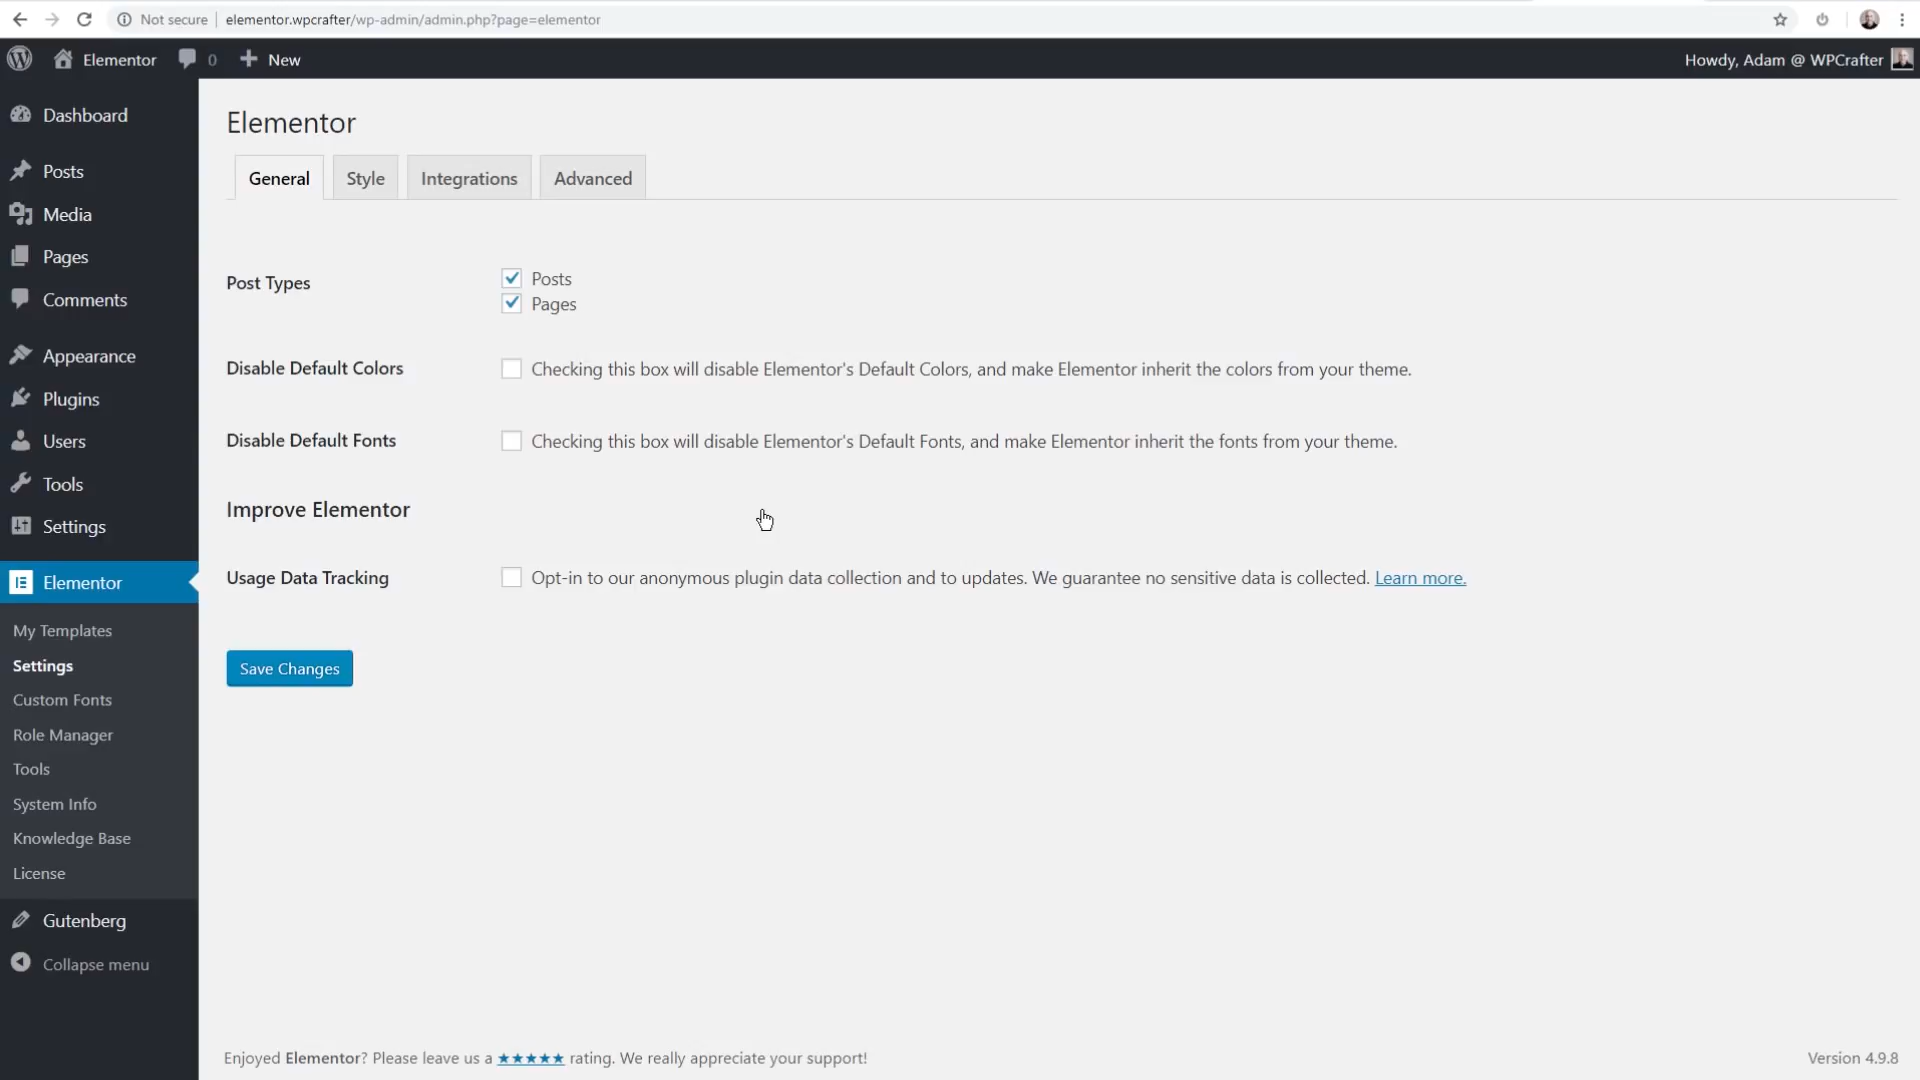 Not secure
elementor.wpcrafter/wp-admin/admin.php?page=elementor
Elementor
0
New
Howdy, Adam @ WPCrafter
Dashboard
Posts
Media
Pages
Comments
Appearance
Plugins
Users
Tools
Settings
Elementor
My Templates
Settings
Custom Fonts
Role Manager
Tools
System Info
Knowledge Base
License
Gutenberg
Collapse menu
Elementor
General
Style
Integrations
Advanced
Post Types
Posts
Pages
Disable Default Colors
Checking this box will disable Elementor's Default Colors, and make Elementor inherit the colors from your theme.
Disable Default Fonts
Checking this box will disable Elementor's Default Fonts, and make Elementor inherit the fonts from your theme.
Improve Elementor
Usage Data Tracking
Opt-in to our anonymous plugin data collection and to updates. We guarantee no sensitive data is collected. Learn more.
Save Changes
Enjoyed Elementor? Please leave us a ★★★★★ rating. We really appreciate your support!
Version 4.9.8